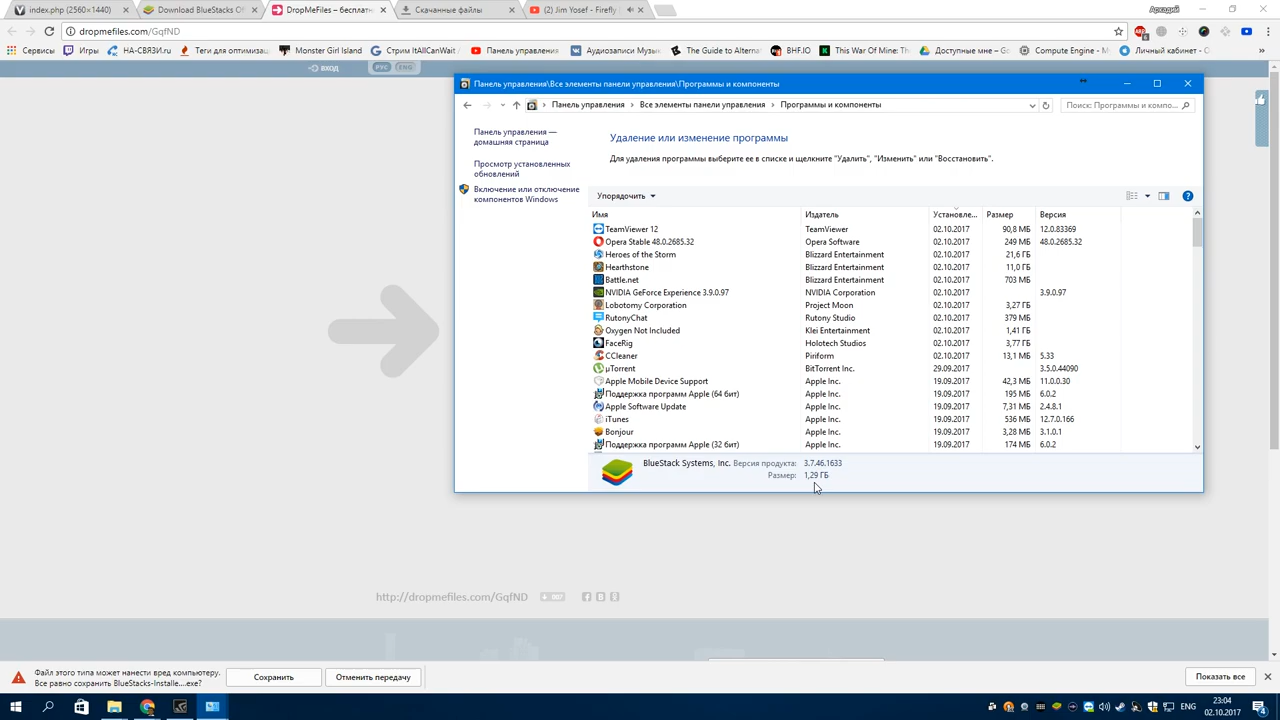 index.php (2560×1440)
Download BlueStacks Of
DropMeFiles – бесплат
Скачанные файлы
(2) Jim Yosef - Firefly
Аркадий
dropmefiles.com/GqfND
Сервисы
Игры
НА-СВЯЗИ.ru
Теги для оптимизац
Monster Girl Island
Стрим ItAllCanWait /
Панель управления
Аудиозаписи Музы
The Guide to Alterna
BHF.IO
This War Of Mine: Th
Доступные мне – G
Compute Engine - M
Личный кабинет - O
»
ВХОД
РУС
ENG
Панель управления\Все элементы панели управления\Программы и компоненты
Панель управления > Все элементы панели управления > Программы и компоненты
Поиск: Программы и компо...
Панель управления —
домашняя страница
Просмотр установленных
обновлений
Включение или отключение
компонентов Windows
Удаление или изменение программы
Для удаления программы выберите ее в списке и щелкните "Удалить", "Изменить" или "Восстановить".
Упорядочить
Имя Издатель Установле... Размер Версия
TeamViewer 12 TeamViewer 02.10.2017 90,8 МБ 12.0.83369
Opera Stable 48.0.2685.32 Opera Software 02.10.2017 249 МБ 48.0.2685.32
Heroes of the Storm Blizzard Entertainment 02.10.2017 21,6 ГБ
Hearthstone Blizzard Entertainment 02.10.2017 11,0 ГБ
Battle.net Blizzard Entertainment 02.10.2017 703 МБ
NVIDIA GeForce Experience 3.9.0.97 NVIDIA Corporation 02.10.2017 3.9.0.97
Lobotomy Corporation Project Moon 02.10.2017 3,27 ГБ
RutonyChat Rutony Studio 02.10.2017 379 МБ
Oxygen Not Included Klei Entertainment 02.10.2017 1,41 ГБ
FaceRig Holotech Studios 02.10.2017 3,77 ГБ
CCleaner Piriform 02.10.2017 13,1 МБ 5.33
µTorrent BitTorrent Inc. 29.09.2017 3.5.0.44090
Apple Mobile Device Support Apple Inc. 19.09.2017 42,3 МБ 11.0.0.30
Поддержка программ Apple (64 бит) Apple Inc. 19.09.2017 195 МБ 6.0.2
Apple Software Update Apple Inc. 19.09.2017 7,31 МБ 2.4.8.1
iTunes Apple Inc. 19.09.2017 536 МБ 12.7.0.166
Bonjour Apple Inc. 19.09.2017 3,28 МБ 3.1.0.1
Поддержка программ Apple (32 бит) Apple Inc. 19.09.2017 174 МБ 6.0.2
BlueStack Systems, Inc. Версия продукта: 3.7.46.1633
Размер: 1,29 ГБ
http://dropmefiles.com/GqfND
Файл этого типа может нанести вред компьютеру.
Все равно сохранить BlueStacks-Installe....exe?
Сохранить
Отменить передачу
Показать все
ENG
23:04
02.10.2017